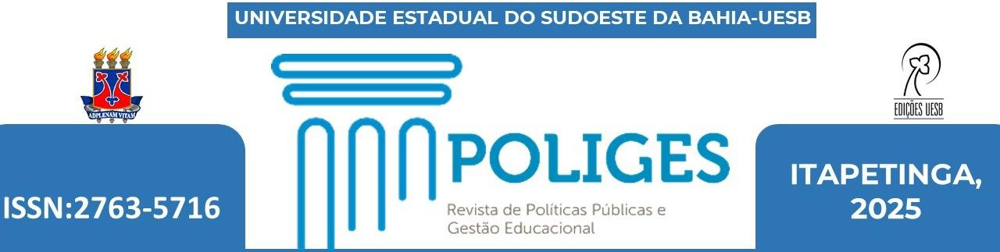 UNIVERSIDADE ESTADUAL DO SUDOESTE DA BAHIA-UESB
ADPLENAM VITAM
EDIÇÕES UESB
POLIGES
Revista de Políticas Públicas e
Gestão Educacional
ISSN:2763-5716
ITAPETINGA,
2025